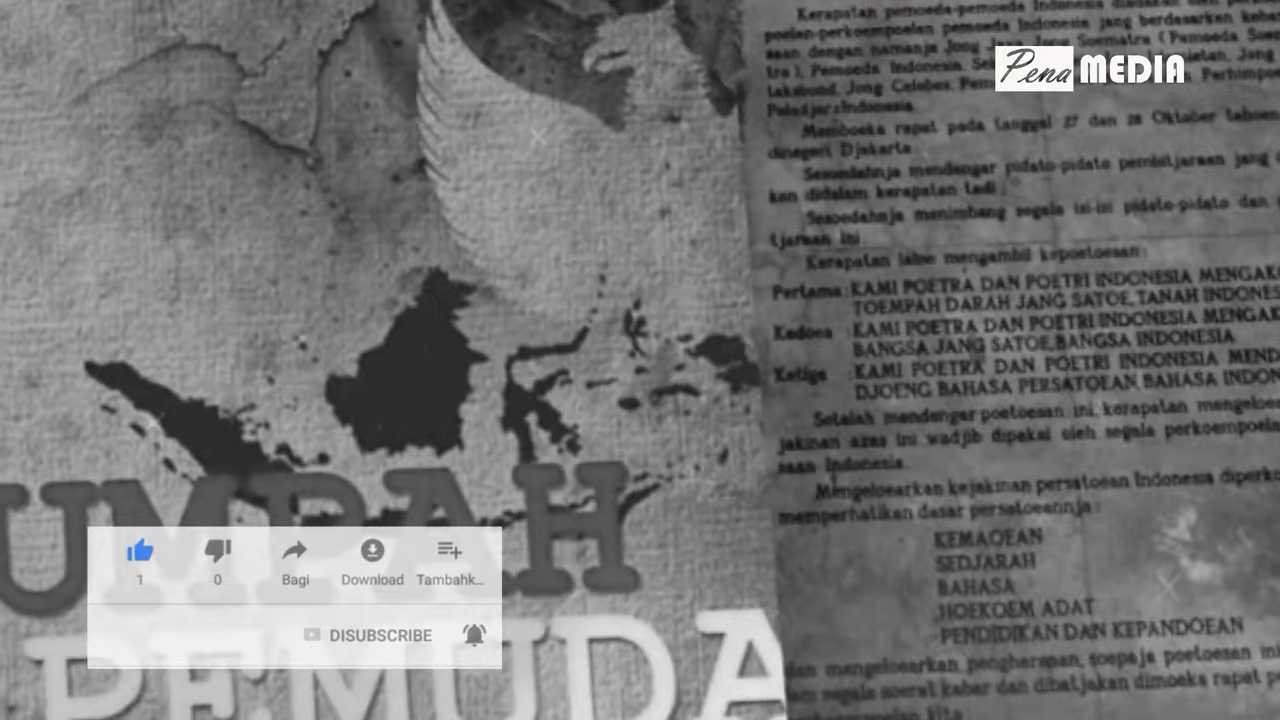 Kerapatan pemoeda-pemoeda Indonesia diadakan oleh
poelan-perkoempoelan pemoeda Indonesia jang berdasarkan
saan dengan namanja Jong Java, Jong Soematra (Pemoeda
tra), Pemoeda Indonesia
Jong Celebes
PeladjarsIndonesia
Pena MEDIA
Memboeka rapat pada tanggal 27 dan 28 Oktober
dinegeri Djakarta
Sesoedahnja mendengar pidato-pidato pembitjaraan jang
kan didalam kerapatan tadi
Sesoedahnja menimbang segala isi-isi pidato-pidato dan
tjaraan ini
Kerapatan laloe mengambil kepoetoesan:
Pertama: KAMI POETRA DAN POETRI INDONESIA
TOEMPAH DARAH JANG SATOE, TANAH
Kedoea KAMI POETRA DAN POETRI INDONESIA
BANGSA JANG SATOE, BANGSA INDONESIA
Ketiga KAMI POETRA DAN POETRI INDONESIA
DJOENG BAHASA PERSATOEAN, BAHASA
Setelah mendengar poetoesan ini, kerapatan
jakinan azas ini wadjib dipakai oleh segala
saan Indonesia
Mengeloearkan kejakinan persatoean Indonesia
memperhatikan dasar persatoeannja:
KEMAOEAN
SEDJARAH
BAHASA
HOEKOEM ADAT
PENDIDIKAN DAN KEPANDOEAN
dan mengeloearkan pengharapan, soepaja poetoesan ini
segala soerat kabar dan dibatjakan dimoeka rapat
kita
UMPAH
PEMUDA
1 0 Bagi Download Tambahk...
DISUBSCRIBE